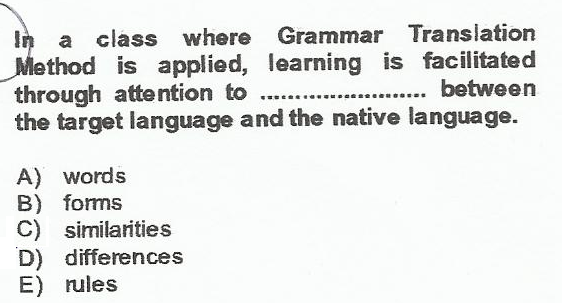 In a class where Grammar Translation
Method is applied, learning is facilitated
through attention to ........................ between
the target language and the native language.
A) words
B) forms
C) similarities
D) differences
E) rules